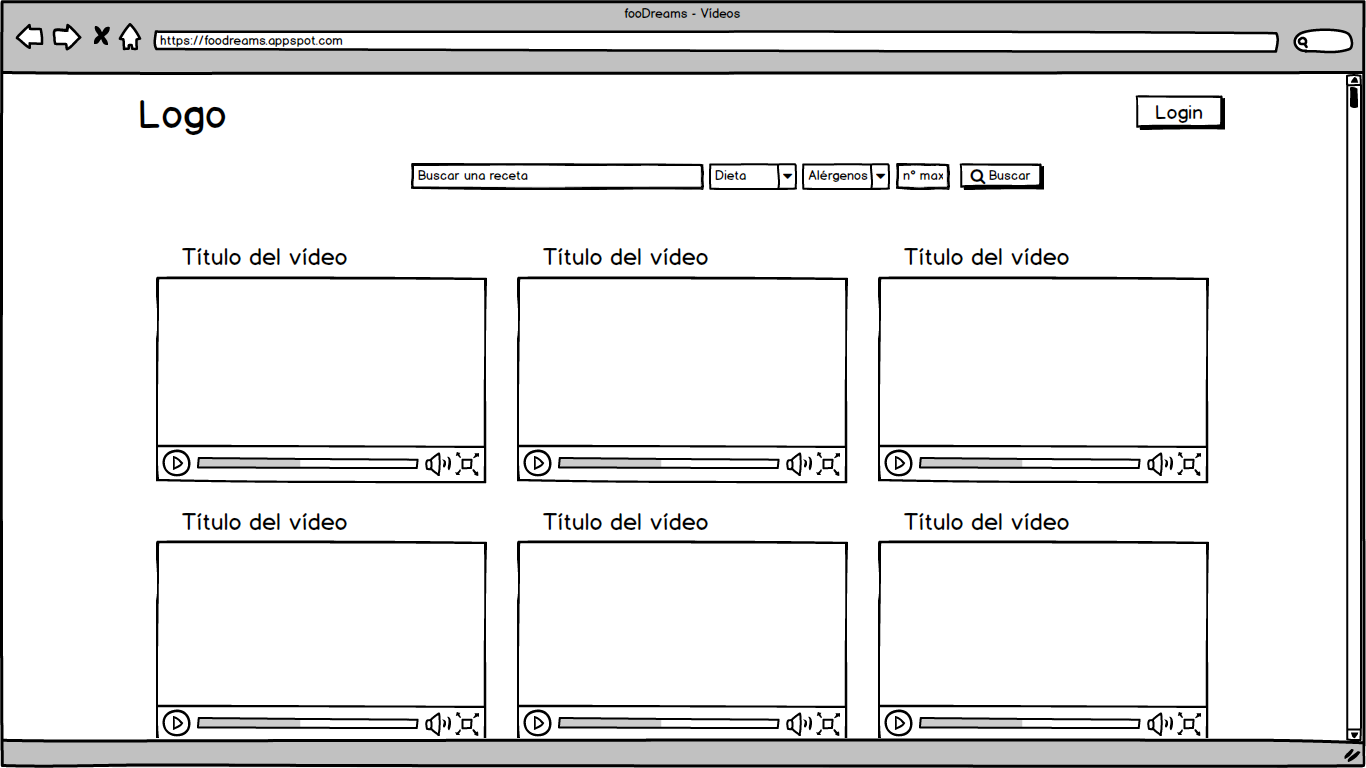 fooDreams - Vídeos
https://foodreams.appspot.com
Logo
Login
Buscar una receta
Dieta
Alérgenos
nº max
Buscar
Título del vídeo
Título del vídeo
Título del vídeo
Título del vídeo
Título del vídeo
Título del vídeo